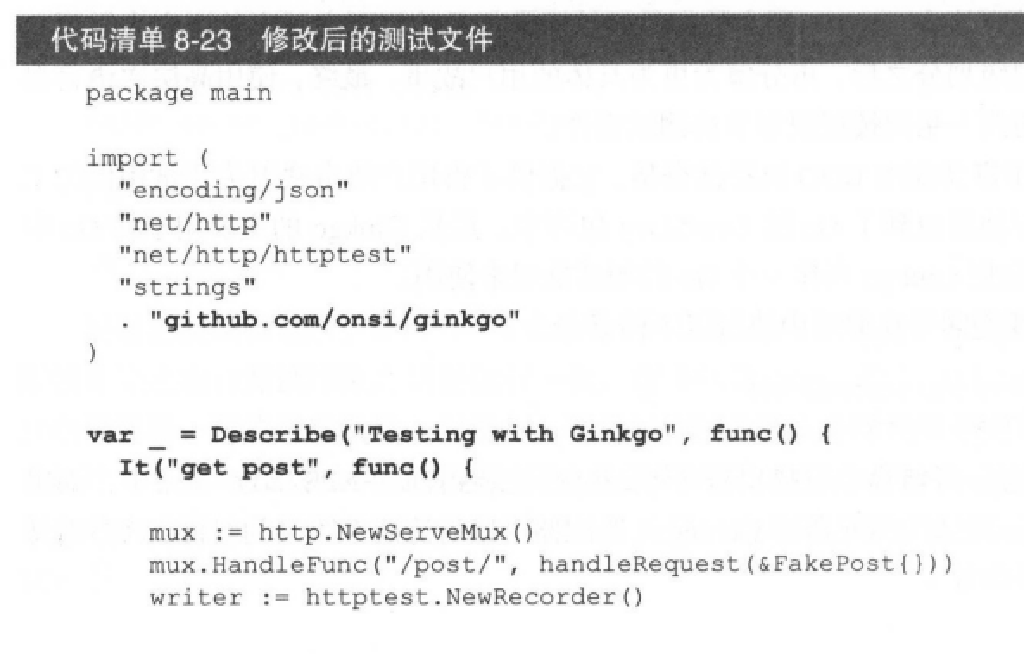 代码清单 8-23 修改后的测试文件
package main
import (
"encoding/json"
"net/http"
"net/http/httptest"
"strings"
. "github.com/onsi/ginkgo"
)
var _ = Describe("Testing with Ginkgo", func() {
It("get post", func() {
mux := http.NewServeMux()
mux.HandleFunc("/post/", handleRequest(&FakePost{}))
writer := httptest.NewRecorder()